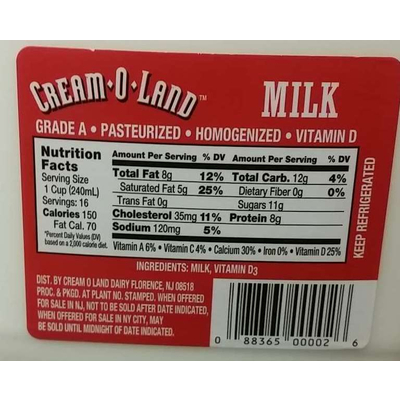 CREAM·O·LAND™
MILK
GRADE A • PASTEURIZED • HOMOGENIZED • VITAMIN D
Nutrition
Facts
Serving Size
1 Cup (240mL)
Servings: 16
Calories 150
Fat Cal. 70
*Percent Daily Values (DV)
based on a 2,000 calorie diet.
Amount Per Serving % DV
Total Fat 8g 12%
Saturated Fat 5g 25%
Trans Fat 0g
Cholesterol 35mg 11%
Sodium 120mg 5%
Amount Per Serving % DV
Total Carb. 12g 4%
Dietary Fiber 0g 0%
Sugars 11g
Protein 8g
Vitamin A 6% • Vitamin C 4% • Calcium 30% • Iron 0% • Vitamin D 25%
KEEP REFRIGERATED
INGREDIENTS: MILK, VITAMIN D3
DIST. BY CREAM O LAND DAIRY FLORENCE, NJ 08518
PROC. & PKGD. AT PLANT NO. STAMPED. WHEN OFFERED
FOR SALE IN NJ, NOT TO BE SOLD AFTER DATE INDICATED,
WHEN OFFERED FOR SALE IN NY CITY, MAY
BE SOLD UNTIL MIDNIGHT OF DATE INDICATED.
0 88365 00002 6